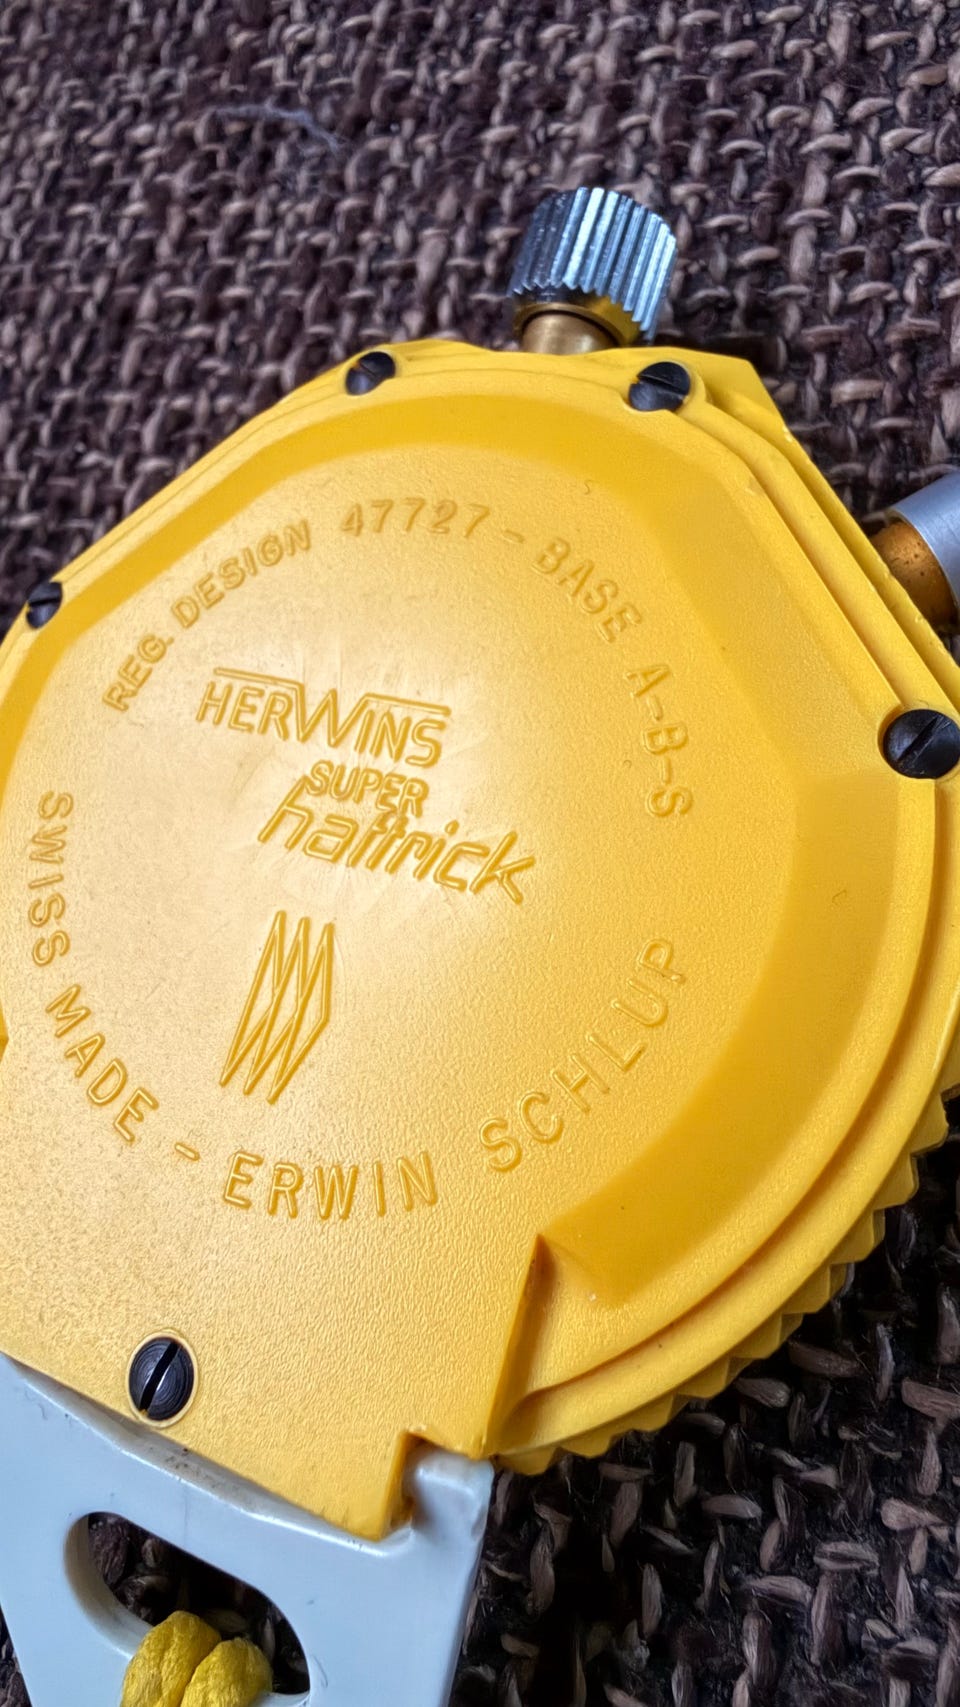 REG. DESIGN 47727 - BASE A-B-S
HERWINS
SUPER
hattrick
SWISS MADE - ERWIN SCHLUP